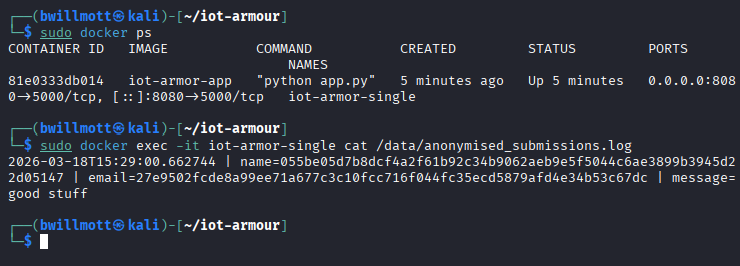 ┌──(bwillmott㉿kali)-[~/iot-armour]
└─$ sudo docker ps
CONTAINER ID   IMAGE           COMMAND           CREATED         STATUS         PORTS
                               NAMES
81e0333db014   iot-armor-app   "python app.py"   5 minutes ago   Up 5 minutes   0.0.0.0:808
0->5000/tcp, [::]:8080->5000/tcp   iot-armor-single
┌──(bwillmott㉿kali)-[~/iot-armour]
└─$ sudo docker exec -it iot-armor-single cat /data/anonymised_submissions.log
2026-03-18T15:29:00.662744 | name=055be05d7b8dcf4a2f61b92c34b9062aeb9e5f5044c6ae3899b3945d2
2d05147 | email=27e9502fcde8a99ee71a677c3c10fcc716f044fc35ecd5879afd4e34b53c67dc | message=
good stuff
┌──(bwillmott㉿kali)-[~/iot-armour]
└─$